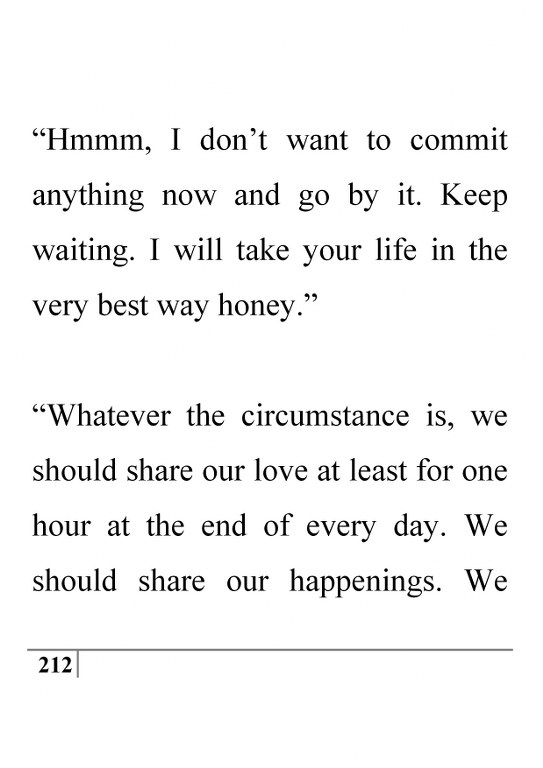 “Hmmm, I don’t want to commit
anything now and go by it. Keep
waiting. I will take your life in the
very best way honey.”
“Whatever the circumstance is, we
should share our love at least for one
hour at the end of every day. We
should share our happenings. We
212